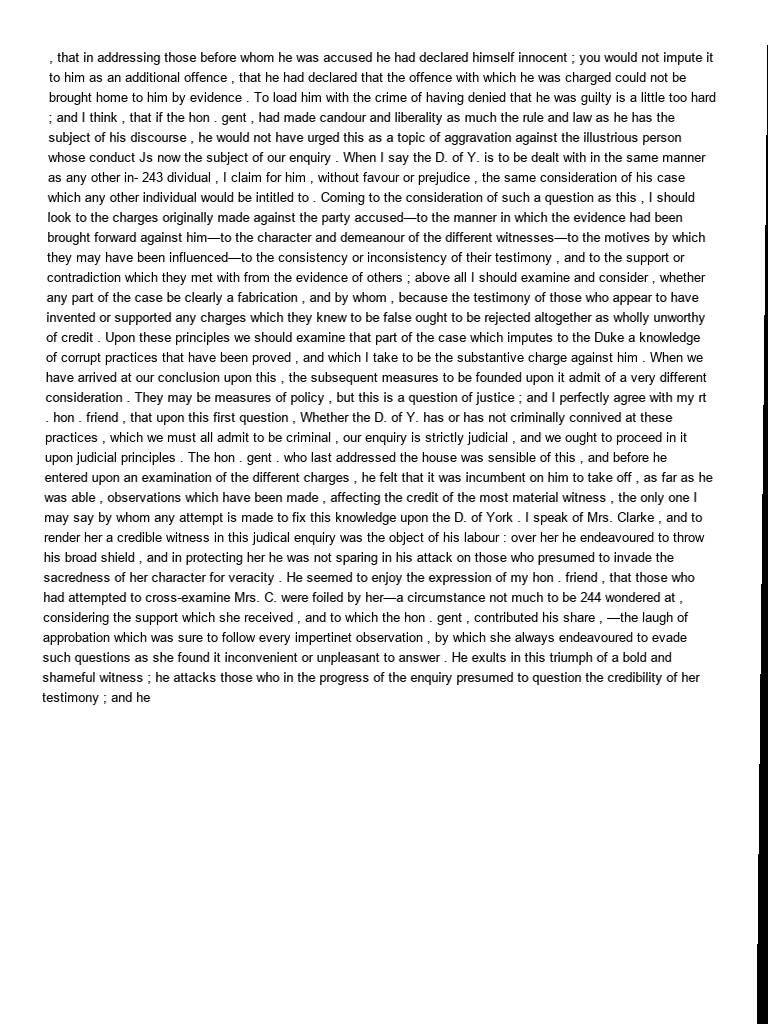 , that in addressing those before whom he was accused he had declared himself innocent ; you would not impute it
to him as an additional offence , that he had declared that the offence with which he was charged could not be
brought home to him by evidence . To load him with the crime of having denied that he was guilty is a little too hard
; and I think , that if the hon . gent , had made candour and liberality as much the rule and law as he has the
subject of his discourse , he would not have urged this as a topic of aggravation against the illustrious person
whose conduct Js now the subject of our enquiry . When I say the D. of Y. is to be dealt with in the same manner
as any other in- 243 dividual , I claim for him , without favour or prejudice , the same consideration of his case
which any other individual would be intitled to . Coming to the consideration of such a question as this , I should
look to the charges originally made against the party accused—to the manner in which the evidence had been
brought forward against him—to the character and demeanour of the different witnesses—to the motives by which
they may have been influenced—to the consistency or inconsistency of their testimony , and to the support or
contradiction which they met with from the evidence of others ; above all I should examine and consider , whether
any part of the case be clearly a fabrication , and by whom , because the testimony of those who appear to have
invented or supported any charges which they knew to be false ought to be rejected altogether as wholly unworthy
of credit . Upon these principles we should examine that part of the case which imputes to the Duke a knowledge
of corrupt practices that have been proved , and which I take to be the substantive charge against him . When we
have arrived at our conclusion upon this , the subsequent measures to be founded upon it admit of a very different
consideration . They may be measures of policy , but this is a question of justice ; and I perfectly agree with my rt
. hon . friend , that upon this first question , Whether the D. of Y. has or has not criminally connived at these
practices , which we must all admit to be criminal , our enquiry is strictly judicial , and we ought to proceed in it
upon judicial principles . The hon . gent . who last addressed the house was sensible of this , and before he
entered upon an examination of the different charges , he felt that it was incumbent on him to take off , as far as he
was able , observations which have been made , affecting the credit of the most material witness , the only one I
may say by whom any attempt is made to fix this knowledge upon the D. of York . I speak of Mrs. Clarke , and to
render her a credible witness in this judical enquiry was the object of his labour : over her he endeavoured to throw
his broad shield , and in protecting her he was not sparing in his attack on those who presumed to invade the
sacredness of her character for veracity . He seemed to enjoy the expression of my hon . friend , that those who
had attempted to cross-examine Mrs. C. were foiled by her—a circumstance not much to be 244 wondered at ,
considering the support which she received , and to which the hon . gent , contributed his share , —the laugh of
approbation which was sure to follow every impertinet observation , by which she always endeavoured to evade
such questions as she found it inconvenient or unpleasant to answer . He exults in this triumph of a bold and
shameful witness ; he attacks those who in the progress of the enquiry presumed to question the credibility of her
testimony ; and he